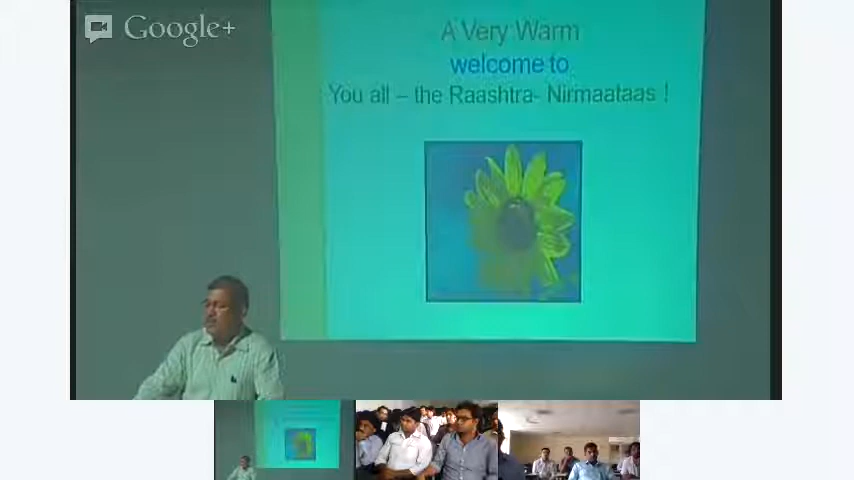 Google+
A Very Warm
welcome to
You all – the Raashtra- Nirmaataas !